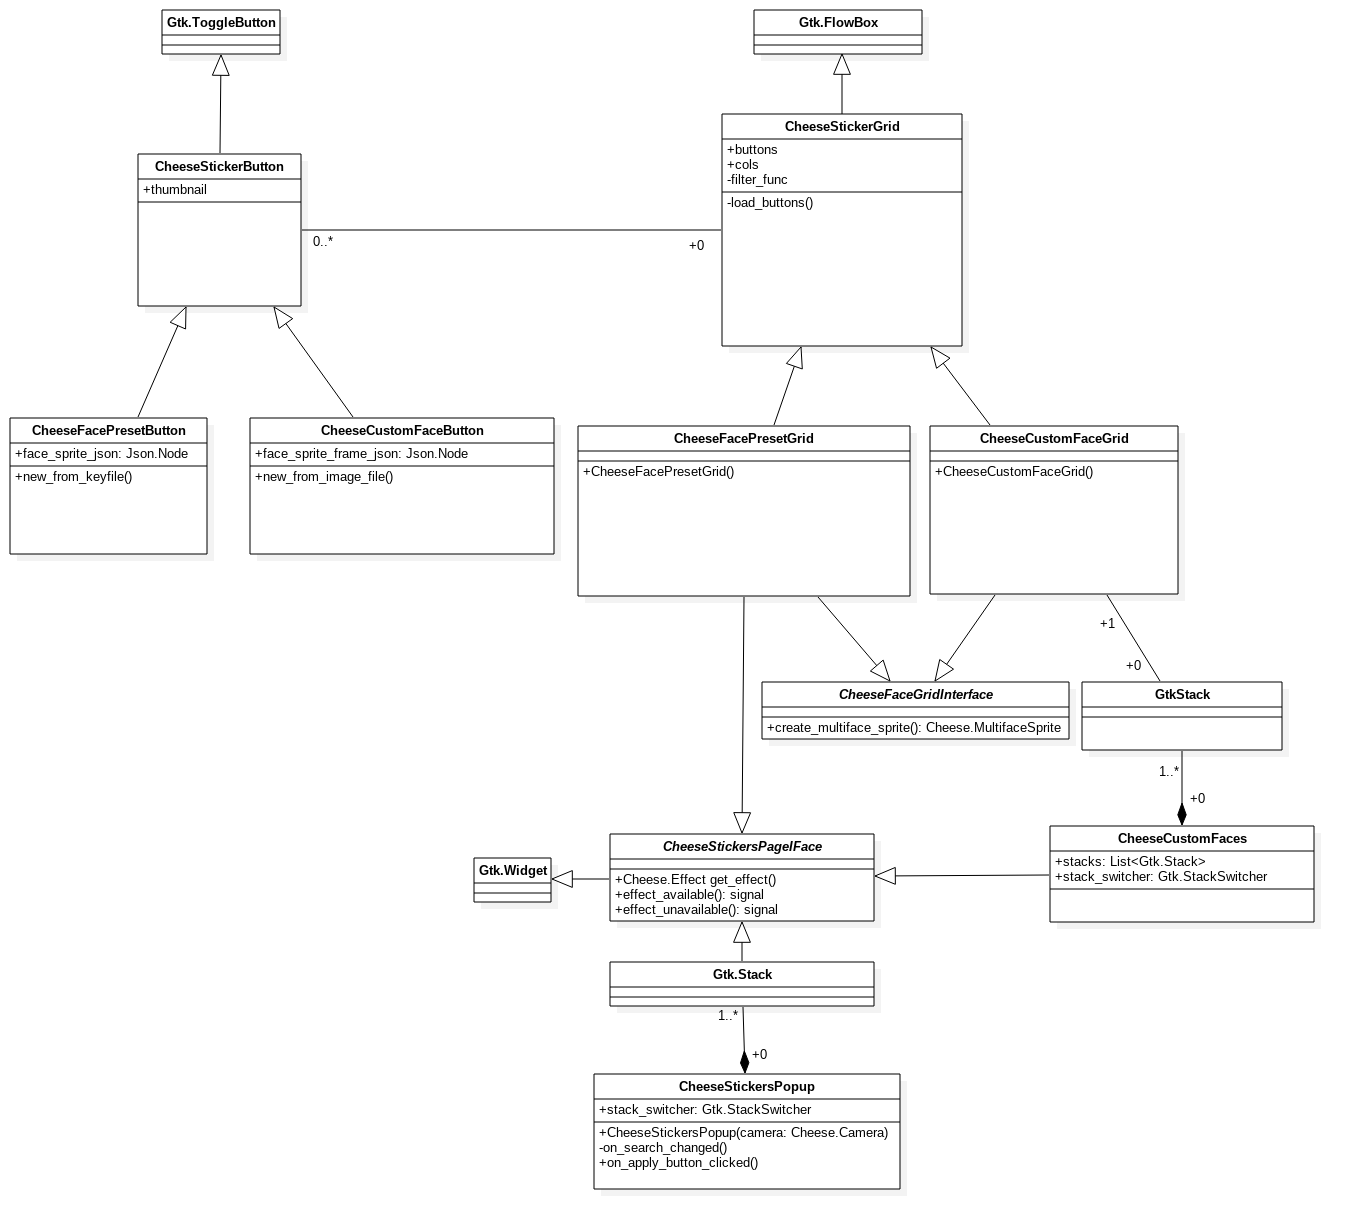 Gtk.ToggleButton
Gtk.FlowBox
CheeseStickerGrid
+buttons
+cols
-filter_func
-load_buttons()
CheeseStickerButton
+thumbnail
0..*
+0
CheeseFacePresetButton
+face_sprite_json: Json.Node
+new_from_keyfile()
CheeseCustomFaceButton
+face_sprite_frame_json: Json.Node
+new_from_image_file()
CheeseFacePresetGrid
+CheeseFacePresetGrid()
CheeseCustomFaceGrid
+CheeseCustomFaceGrid()
+1
+0
CheeseFaceGridInterface
+create_multiface_sprite(): Cheese.MultifaceSprite
GtkStack
1..*
+0
CheeseCustomFaces
+stacks: List<Gtk.Stack>
+stack_switcher: Gtk.StackSwitcher
CheeseStickersPageIFace
+Cheese.Effect get_effect()
+effect_available(): signal
+effect_unavailable(): signal
Gtk.Widget
Gtk.Stack
1..*
+0
CheeseStickersPopup
+stack_switcher: Gtk.StackSwitcher
+CheeseStickersPopup(camera: Cheese.Camera)
-on_search_changed()
+on_apply_button_clicked()